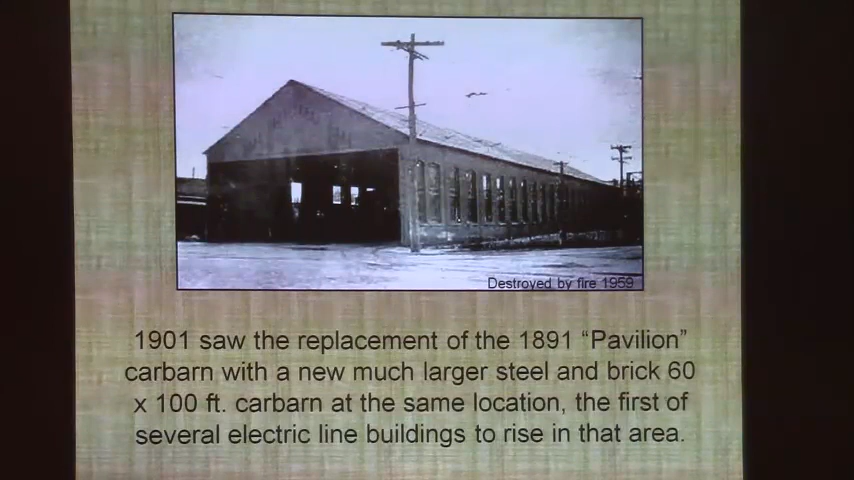 Destroyed by fire 1959
1901 saw the replacement of the 1891 “Pavilion”
carbarn with a new much larger steel and brick 60
x 100 ft. carbarn at the same location, the first of
several electric line buildings to rise in that area.